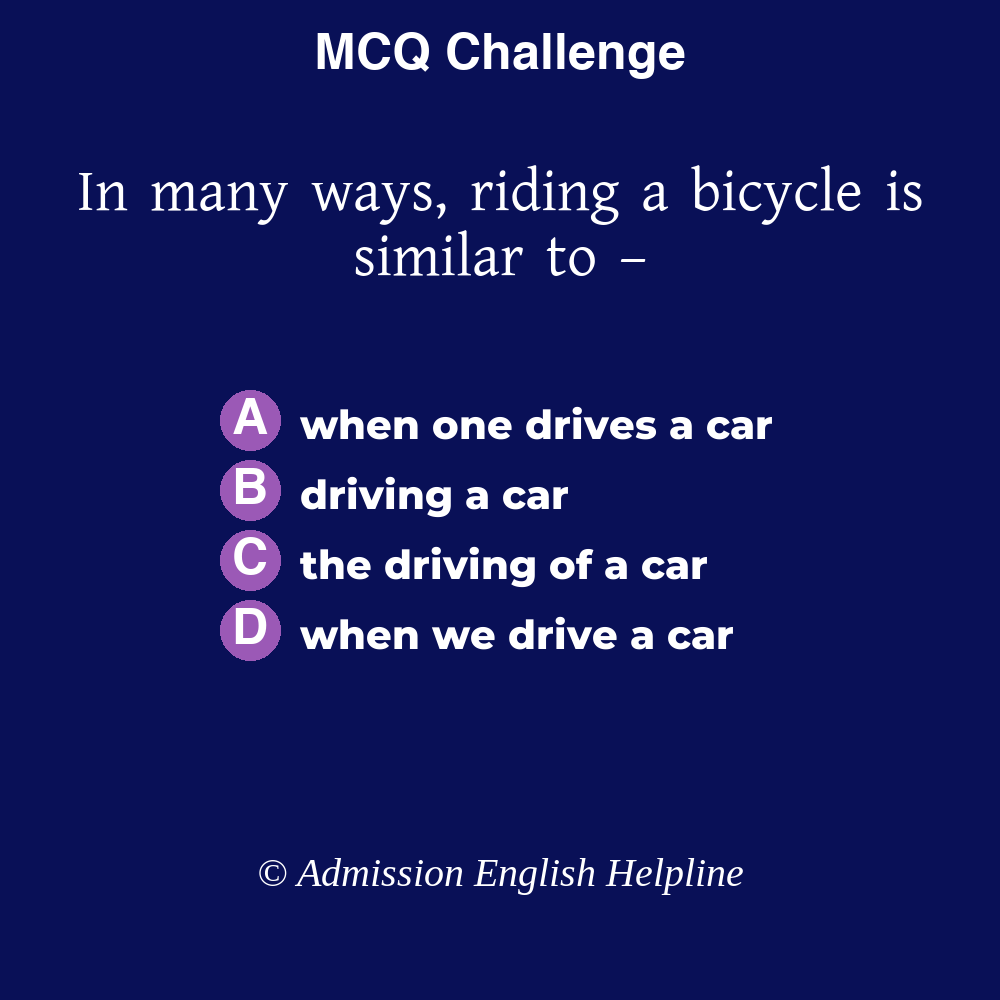 MCQ Challenge
In many ways, riding a bicycle is
similar to –
A when one drives a car
B driving a car
C the driving of a car
D when we drive a car
© Admission English Helpline